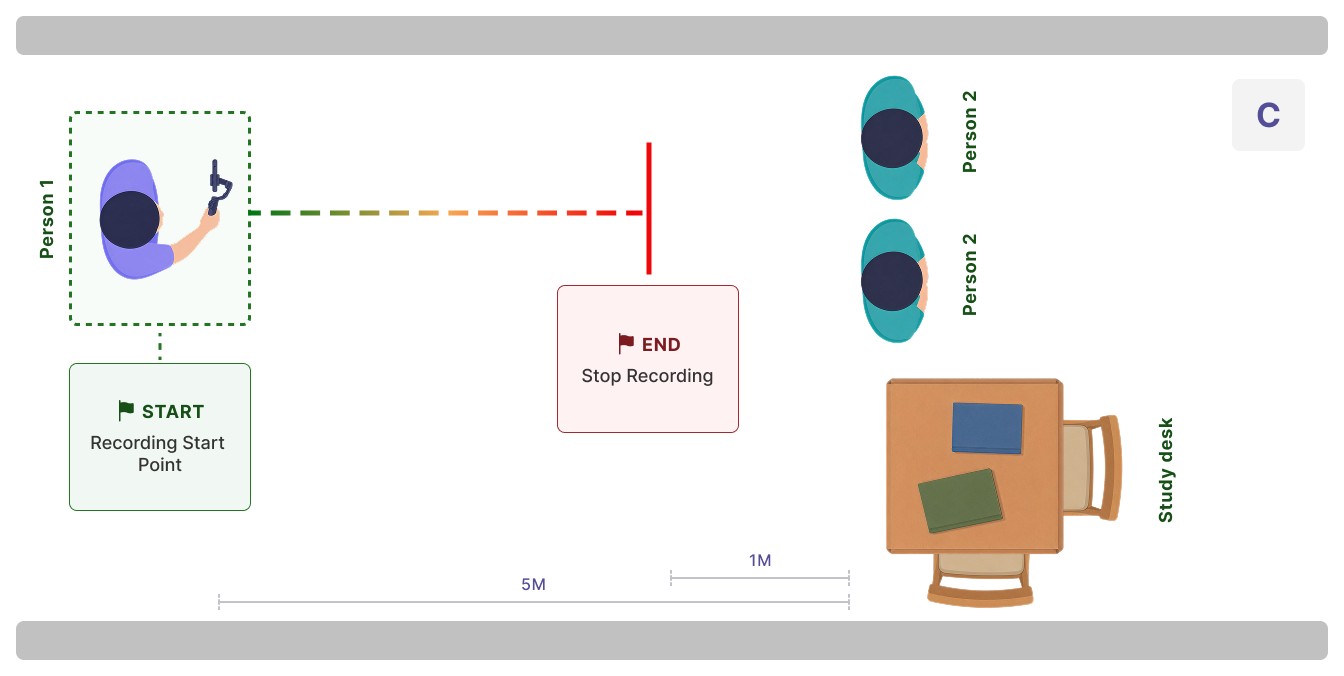 Person 1
Person 2
C
Person 2
END
Stop Recording
START
Recording Start
Point
Study desk
1M
5M